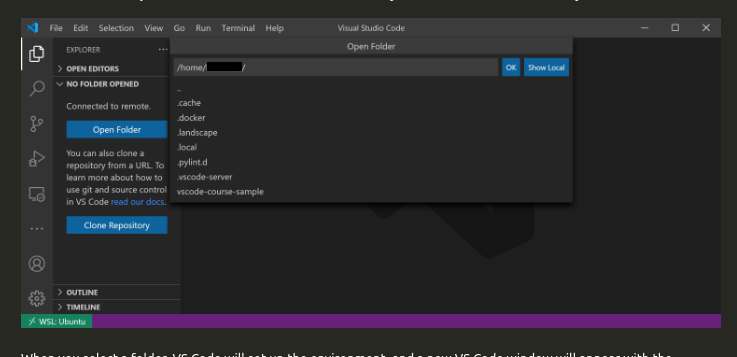 File Edit Selection View Go Run Terminal Help Visual Studio Code
EXPLORER ...
Open Folder
OPEN EDITORS
/home/ /
OK
Show Local
NO FOLDER OPENED
..
.cache
.docker
.landscape
.local
.pylint.d
.vscode-server
vscode-course-sample
Connected to remote.
Open Folder
You can also clone a
repository from a URL. To
learn more about how to
use git and source control
in VS Code read our docs.
Clone Repository
OUTLINE
TIMELINE
WSL: Ubuntu